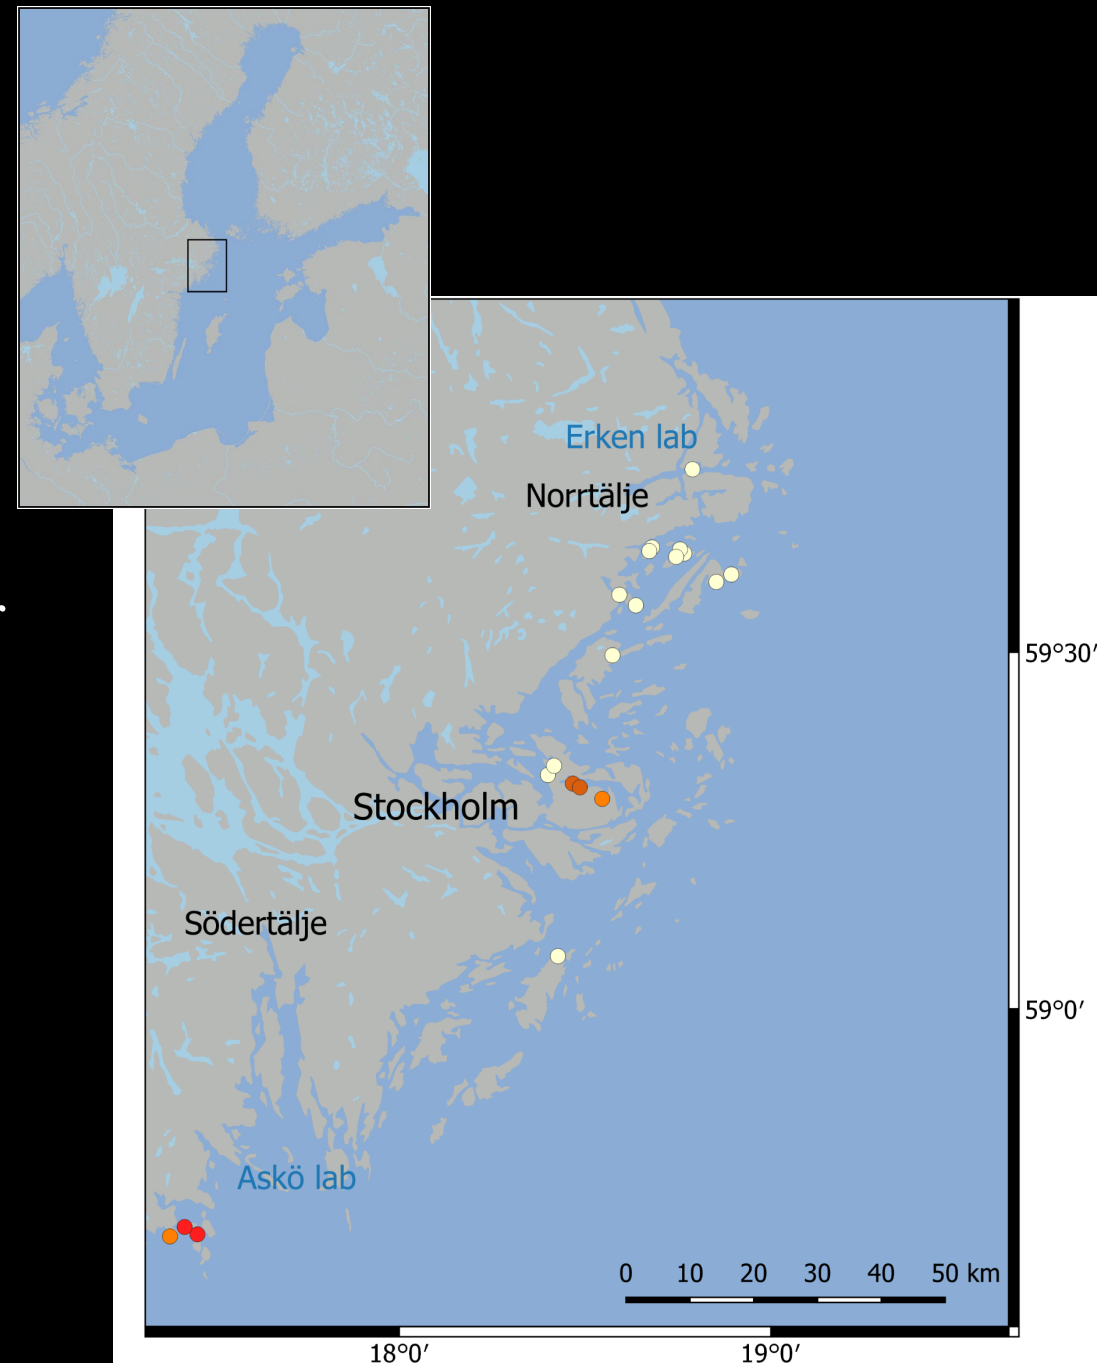 Erken lab
Norrtälje
59°30′
Stockholm
Södertälje
59°0′
Askö lab
0 10 20 30 40 50 km
18°0′ 19°0′